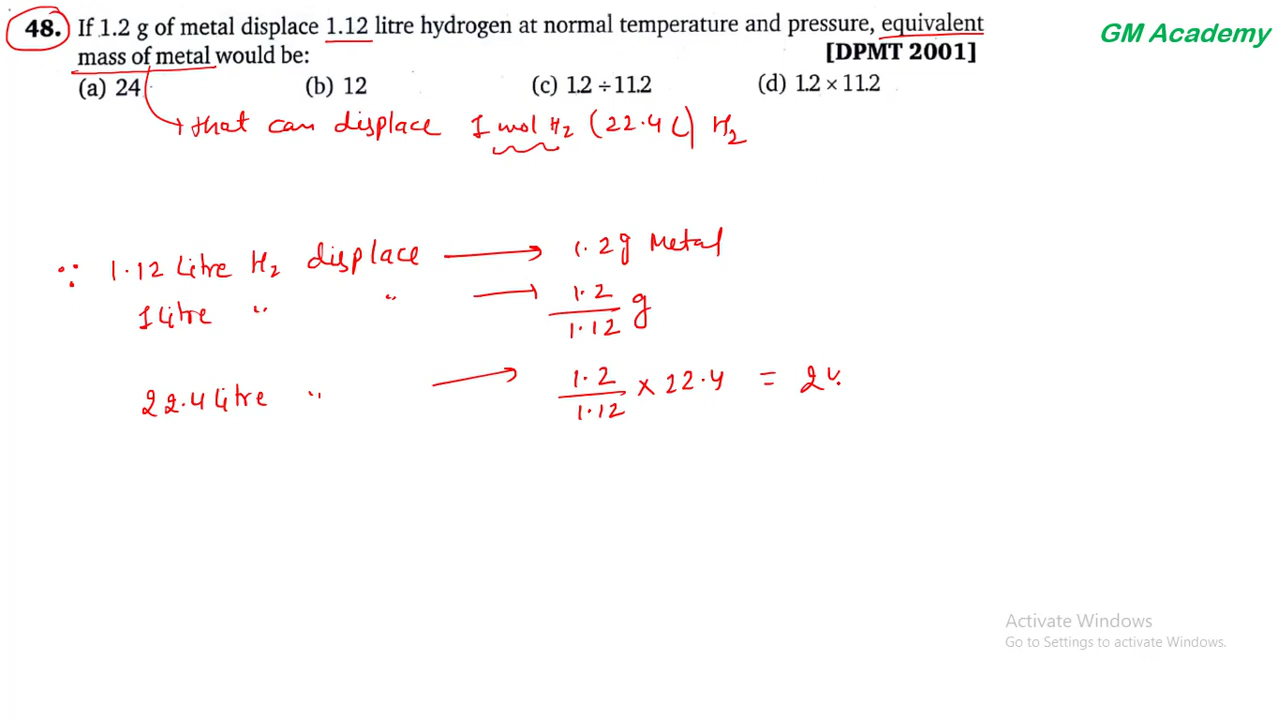 48. If 1.2 g of metal displace 1.12 litre hydrogen at normal temperature and pressure, equivalent
GM Academy
mass of metal would be: [DPMT 2001]
(a) 24 (b) 12 (c) 1.2 ÷ 11.2 (d) 1.2 × 11.2
that can displace 1 mol H₂ (22.4 L) H₂
∵ 1.12 Litre H₂ displace → 1.2 g Metal
1 Litre " " → 1.2/1.12 g
22.4 Litre " → 1.2/1.12 × 22.4 = 24
Activate Windows
Go to Settings to activate Windows.